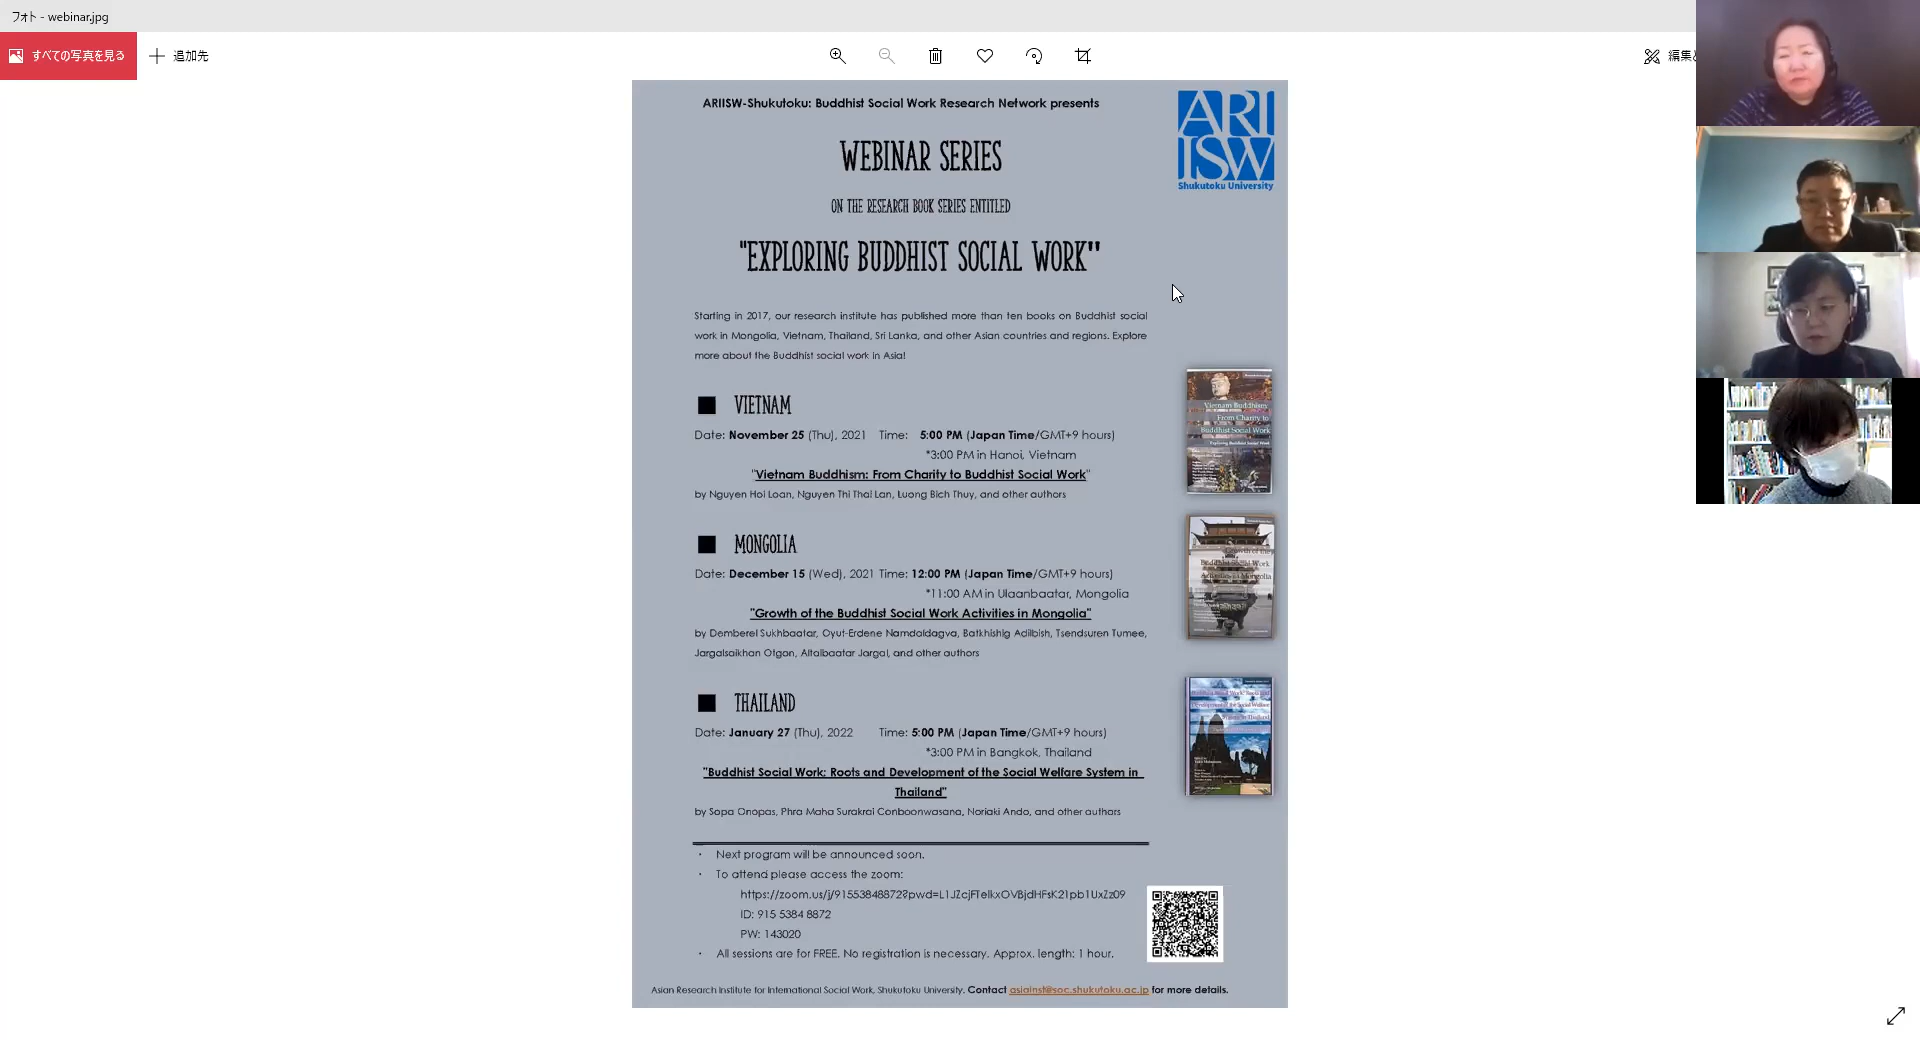 フォト - webinar.jpg
すべての写真を見る
追加先
編集
ARIISW-Shukutoku: Buddhist Social Work Research Network presents
ARI
ISW
Shukutoku University
WEBINAR SERIES
ON THE RESEARCH BOOK SERIES ENTITLED
"EXPLORING BUDDHIST SOCIAL WORK"
Starting in 2017, our research institute has published more than ten books on Buddhist social
work in Mongolia, Vietnam, Thailand, Sri Lanka, and other Asian countries and regions. Explore
more about the Buddhist social work in Asia!
■ VIETNAM
Date: November 25 (Thu), 2021 Time: 5:00 PM (Japan Time/GMT+9 hours)
*3:00 PM in Hanoi, Vietnam
"Vietnam Buddhism: From Charity to Buddhist Social Work"
by Nguyen Hoi Loan, Nguyen Thi Thai Lan, Luong Bich Thuy, and other authors
Vietnam Buddhism:
From Charity to
Buddhist Social Work
■ MONGOLIA
Date: December 15 (Wed), 2021 Time: 12:00 PM (Japan Time/GMT+9 hours)
*11:00 AM in Ulaanbaatar, Mongolia
"Growth of the Buddhist Social Work Activities in Mongolia"
by Demberel Sukhbaatar, Oyut-Erdene Namdaldagva, Batkhishig Adilbish, Tsendsuren Tumee,
Jargalsaikhan Otgon, Altaibaatar Jargal, and other authors
■ THAILAND
Date: January 27 (Thu), 2022 Time: 5:00 PM (Japan Time/GMT+9 hours)
*3:00 PM in Bangkok, Thailand
"Buddhist Social Work: Roots and Development of the Social Welfare System in
Thailand"
by Sopa Onopas, Phra Maha Surakrai Conboonwasana, Noriaki Ando, and other authors
・ Next program will be announced soon.
・ To attend please access the zoom:
https://zoom.us/j/91553848872?pwd=L1JZcjFTelkxOVBjdHFsK21pb1UxZz09
ID: 915 5384 8872
PW: 143020
・ All sessions are for FREE. No registration is necessary. Approx. length: 1 hour.
Asian Research Institute for International Social Work, Shukutoku University. Contact asiainst@soc.shukutoku.ac.jp for more details.